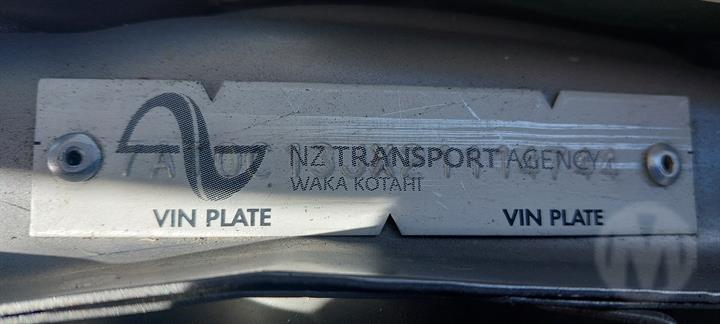 NZ TRANSPORT AGENCY
WAKA KOTAHI
VIN PLATE VIN PLATE
M